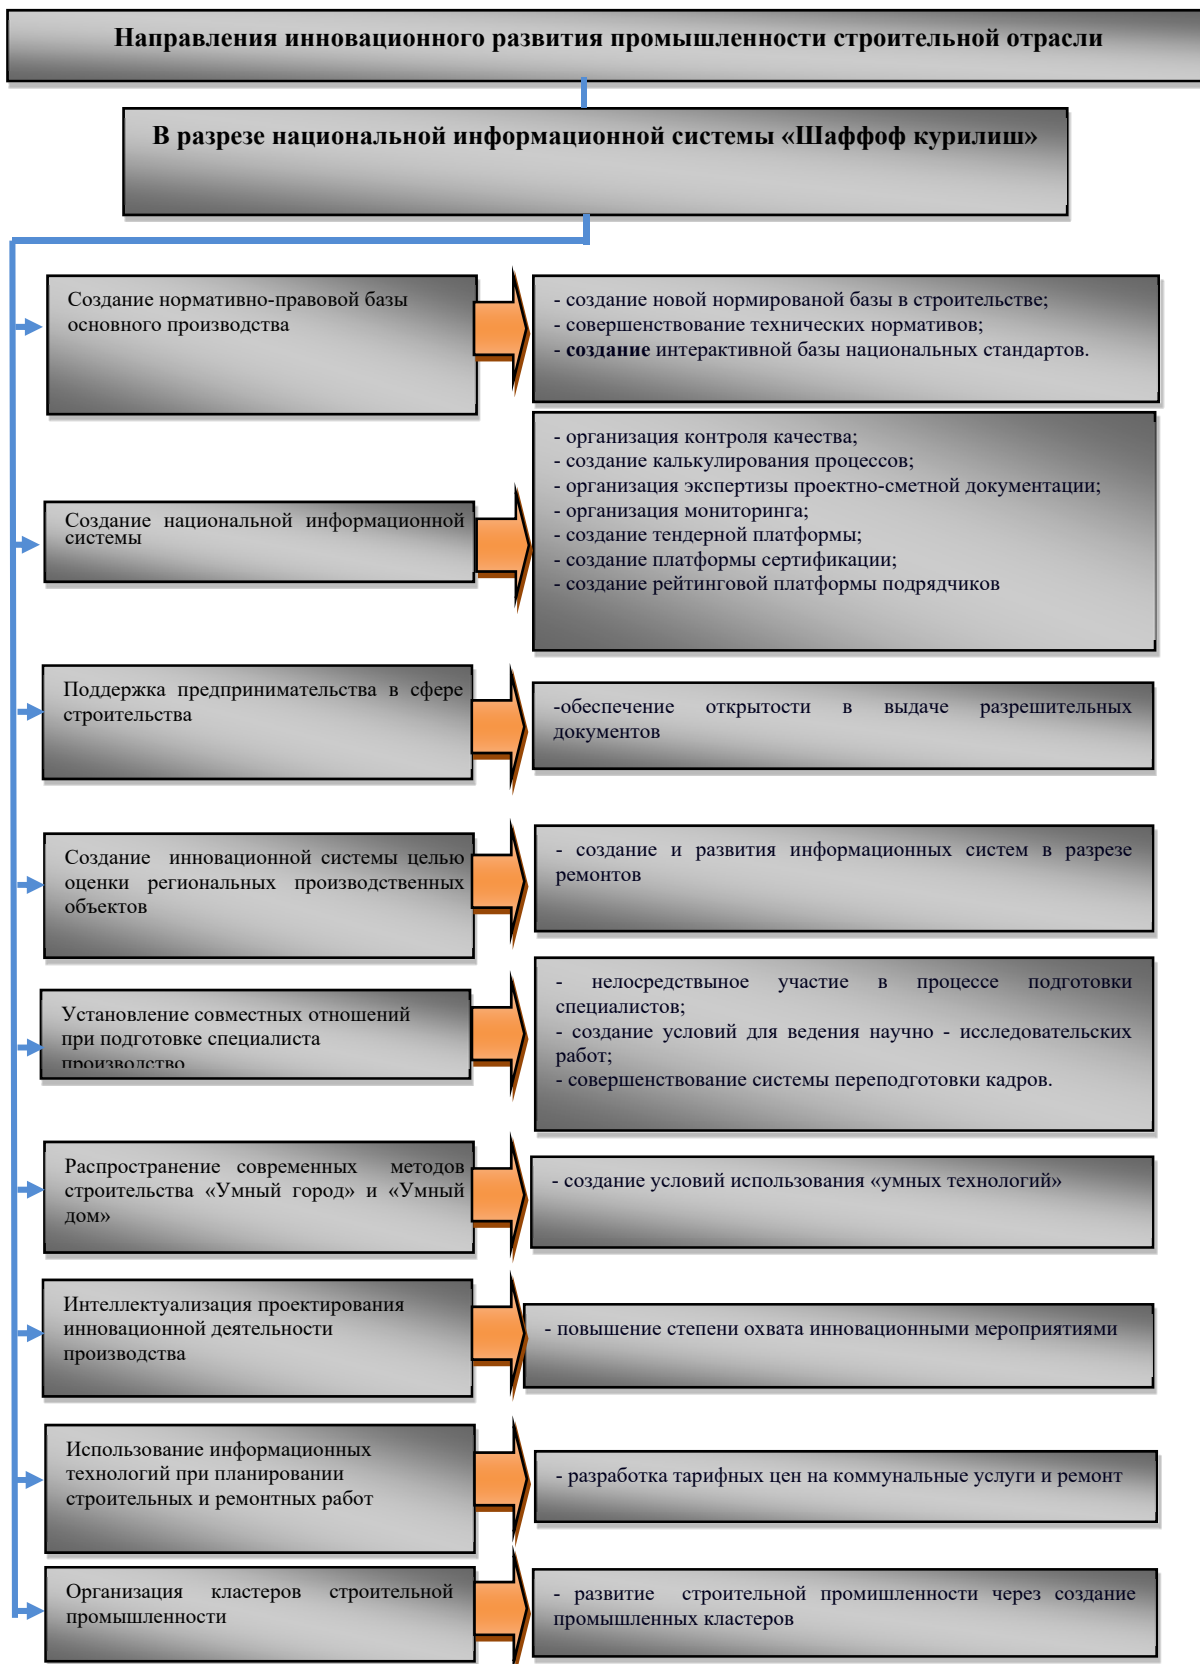 Направления инновационного развития промышленности строительной отрасли
В разрезе национальной информационной системы «Шаффоф курилиш»
Создание нормативно-правовой базы
основного производства
- создание новой нормированой базы в строительстве;
- совершенствование технических нормативов;
- создание интерактивной базы национальных стандартов.
Создание национальной информационной
системы
- организация контроля качества;
- создание калькулирования процессов;
- организация экспертизы проектно-сметной документации;
- организация мониторинга;
- создание тендерной платформы;
- создание платформы сертификации;
- создание рейтинговой платформы подрядчиков
Поддержка предпринимательства в сфере
строительства
-обеспечение открытости в выдаче разрешительных
документов
Создание инновационной системы целью
оценки региональных производственных
объектов
- создание и развития информационных систем в разрезе
ремонтов
Установление совместных отношений
при подготовке специалиста
производство
- нелосредствыное участие в процессе подготовки
специалистов;
- создание условий для ведения научно - исследовательских
работ;
- совершенствование системы переподготовки кадров.
Распространение современных методов
строительства «Умный город» и «Умный
дом»
- создание условий использования «умных технологий»
Интеллектуализация проектирования
инновационной деятельности
производства
- повышение степени охвата инновационными мероприятиями
Использование информационных
технологий при планировании
строительных и ремонтных работ
- разработка тарифных цен на коммунальные услуги и ремонт
Организация кластеров строительной
промышленности
- развитие строительной промишленности через создание
промышленных кластеров